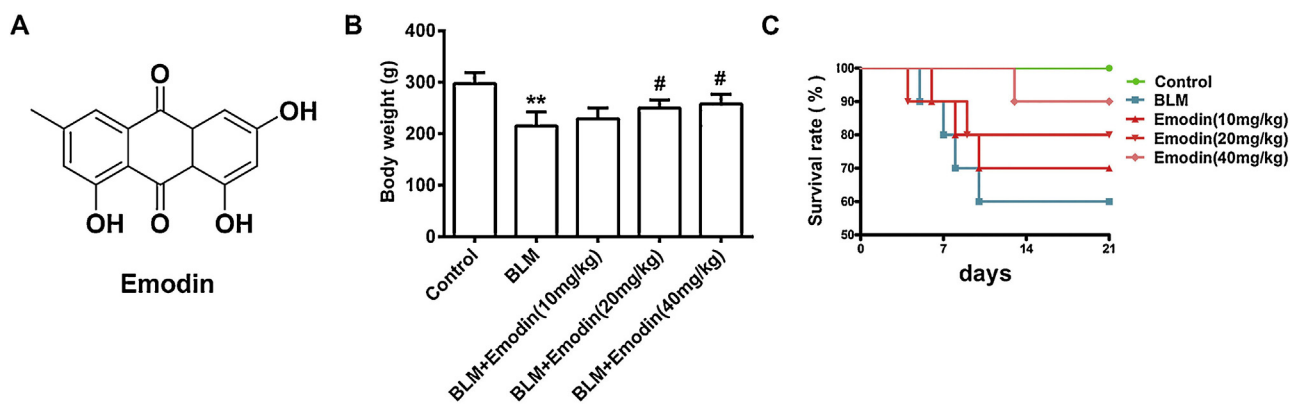 A
O
OH
OH
O
OH
Emodin
B
Body weight (g)
400
300
200
100
0
**
#
#
Control
BLM
BLM+Emodin(10mg/kg)
BLM+Emodin(20mg/kg)
BLM+Emodin(40mg/kg)
C
Survival rate ( % )
100
90
80
70
60
50
0
7
14
21
days
Control
BLM
Emodin(10mg/kg)
Emodin(20mg/kg)
Emodin(40mg/kg)